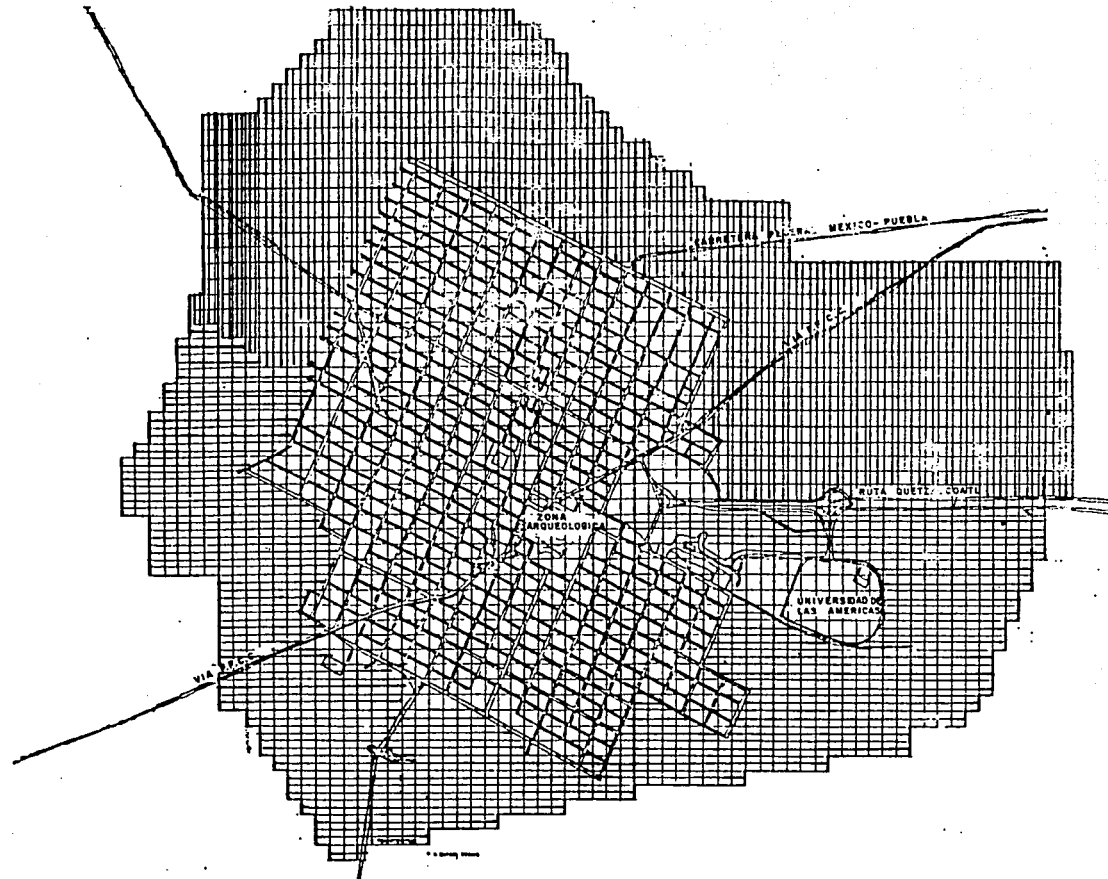 CARRETERA FEDERAL MEXICO-PUEBLA
RUTA QUETZALCOATL
ZONA
ARQUEOLOGICA
UNIVERSIDAD DE
LAS AMERICAS
VIA